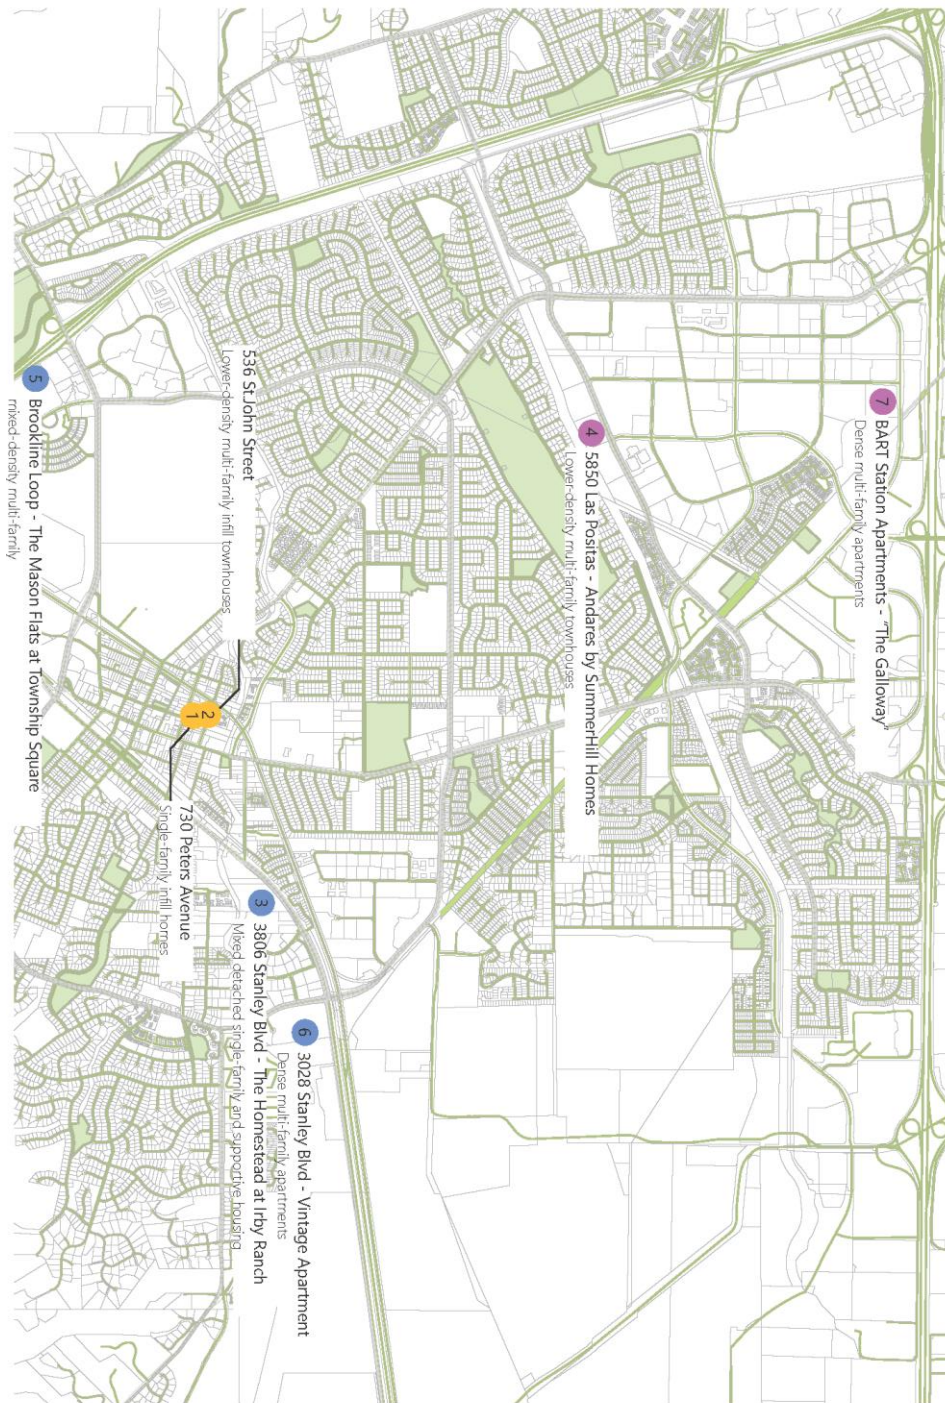 7 BART Station Apartments - "The Galloway"
Dense multi-family apartments
4 5850 Las Positas - Andares by SummerHill Homes
Lower-density multi-family townhouses
6 3028 Stanley Blvd - Vintage Apartment
Dense multi-family apartments
3 3806 Stanley Blvd - The Homestead at Irby Ranch
Mixed detached single-family and supportive housing
536 St. John Street
Lower-density multi-family infill townhouses
2
1
730 Peters Avenue
Single-family infill homes
5 Brookline Loop - The Mason Flats at Township Square
mixed-density multi-family